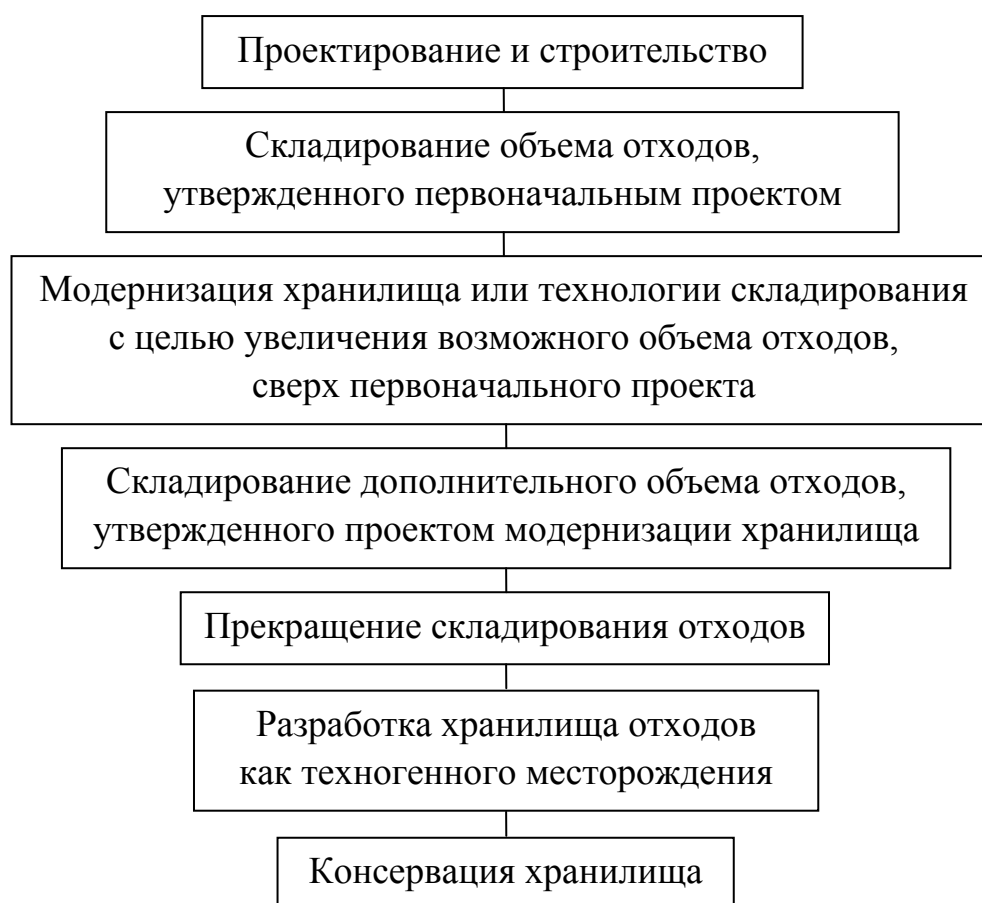 Проектирование и строительство
Складирование объема отходов,
утвержденного первоначальным проектом
Модернизация хранилища или технологии складирования
с целью увеличения возможного объема отходов,
сверх первоначального проекта
Складирование дополнительного объема отходов,
утвержденного проектом модернизации хранилища
Прекращение складирования отходов
Разработка хранилища отходов
как техногенного месторождения
Консервация хранилища